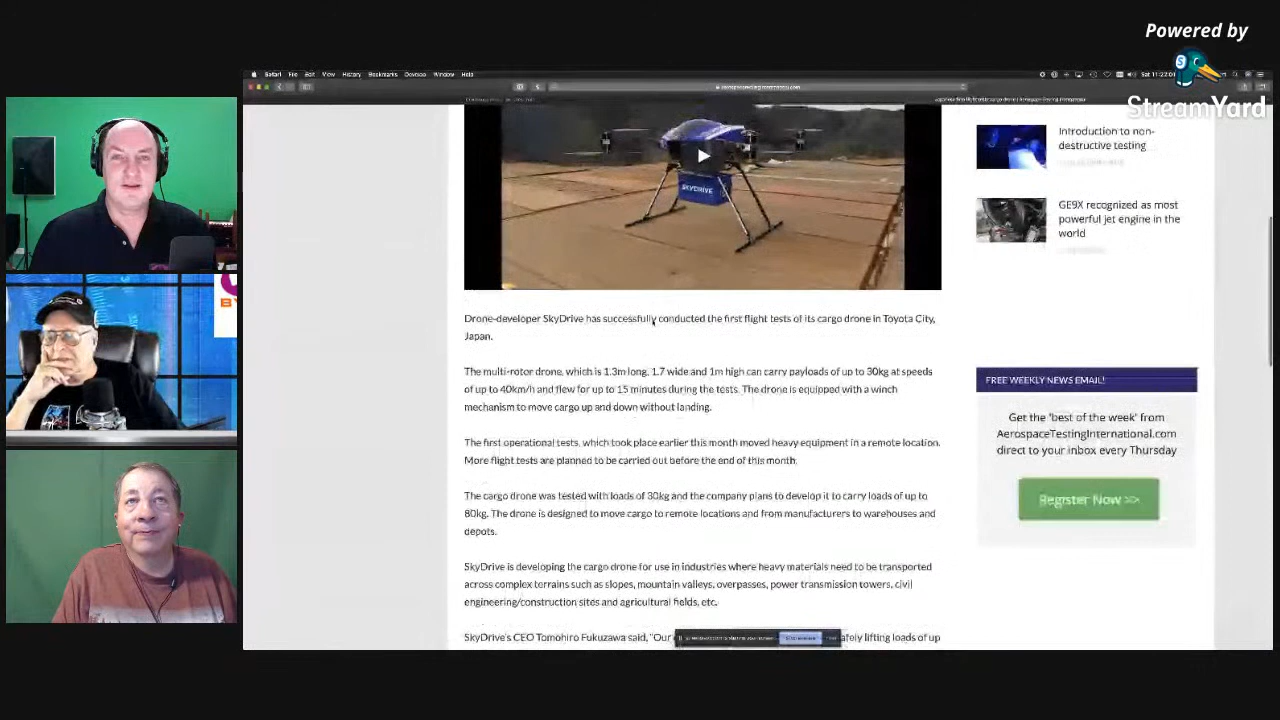 Powered by
StreamYard
Safari File Edit View History Bookmarks Develop Window Help
SKYDRIVE
Introduction to non-
destructive testing
GE9X recognized as most
powerful jet engine in the
world
Drone-developer SkyDrive has successfully conducted the first flight tests of its cargo drone in Toyota City,
Japan.
The multi-rotor drone, which is 1.3m long, 1.7 wide and 1m high can carry payloads of up to 30kg at speeds
of up to 40km/h and flew for up to 15 minutes during the tests. The drone is equipped with a winch
mechanism to move cargo up and down without landing.
The first operational tests, which took place earlier this month moved heavy equipment in a remote location.
More flight tests are planned to be carried out before the end of this month.
The cargo drone was tested with loads of 30kg and the company plans to develop it to carry loads of up to
80kg. The drone is designed to move cargo to remote locations and from manufacturers to warehouses and
depots.
SkyDrive is developing the cargo drone for use in industries where heavy materials need to be transported
across complex terrains such as slopes, mountain valleys, overpasses, power transmission towers, civil
engineering/construction sites and agricultural fields, etc.
SkyDrive's CEO Tomohiro Fukuzawa said, "Our
lifting loads of up
FREE WEEKLY NEWS EMAIL!
Get the 'best of the week' from
AerospaceTestingInternational.com
direct to your inbox every Thursday
Register Now >>